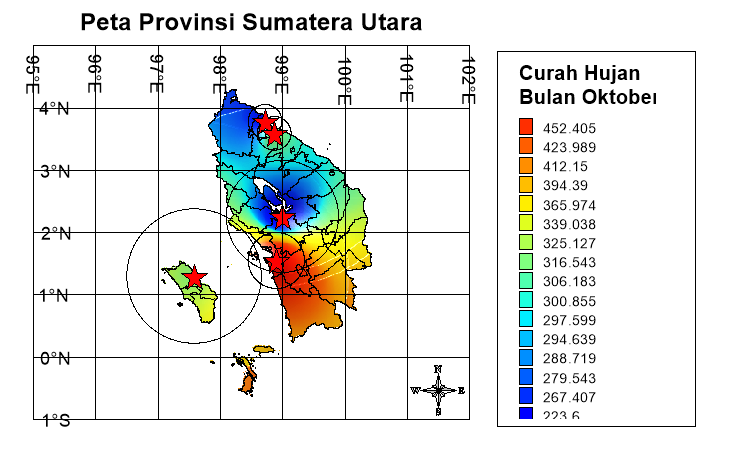 Peta Provinsi Sumatera Utara
95°E 96°E 97°E 98°E 99°E 100°E 101°E 102°E
4°N
3°N
2°N
1°N
0°N
1°S
Curah Hujan
Bulan Oktober
452.405
423.989
412.15
394.39
365.974
339.038
325.127
316.543
306.183
300.855
297.599
294.639
288.719
279.543
267.407
223.6
N
W E
S